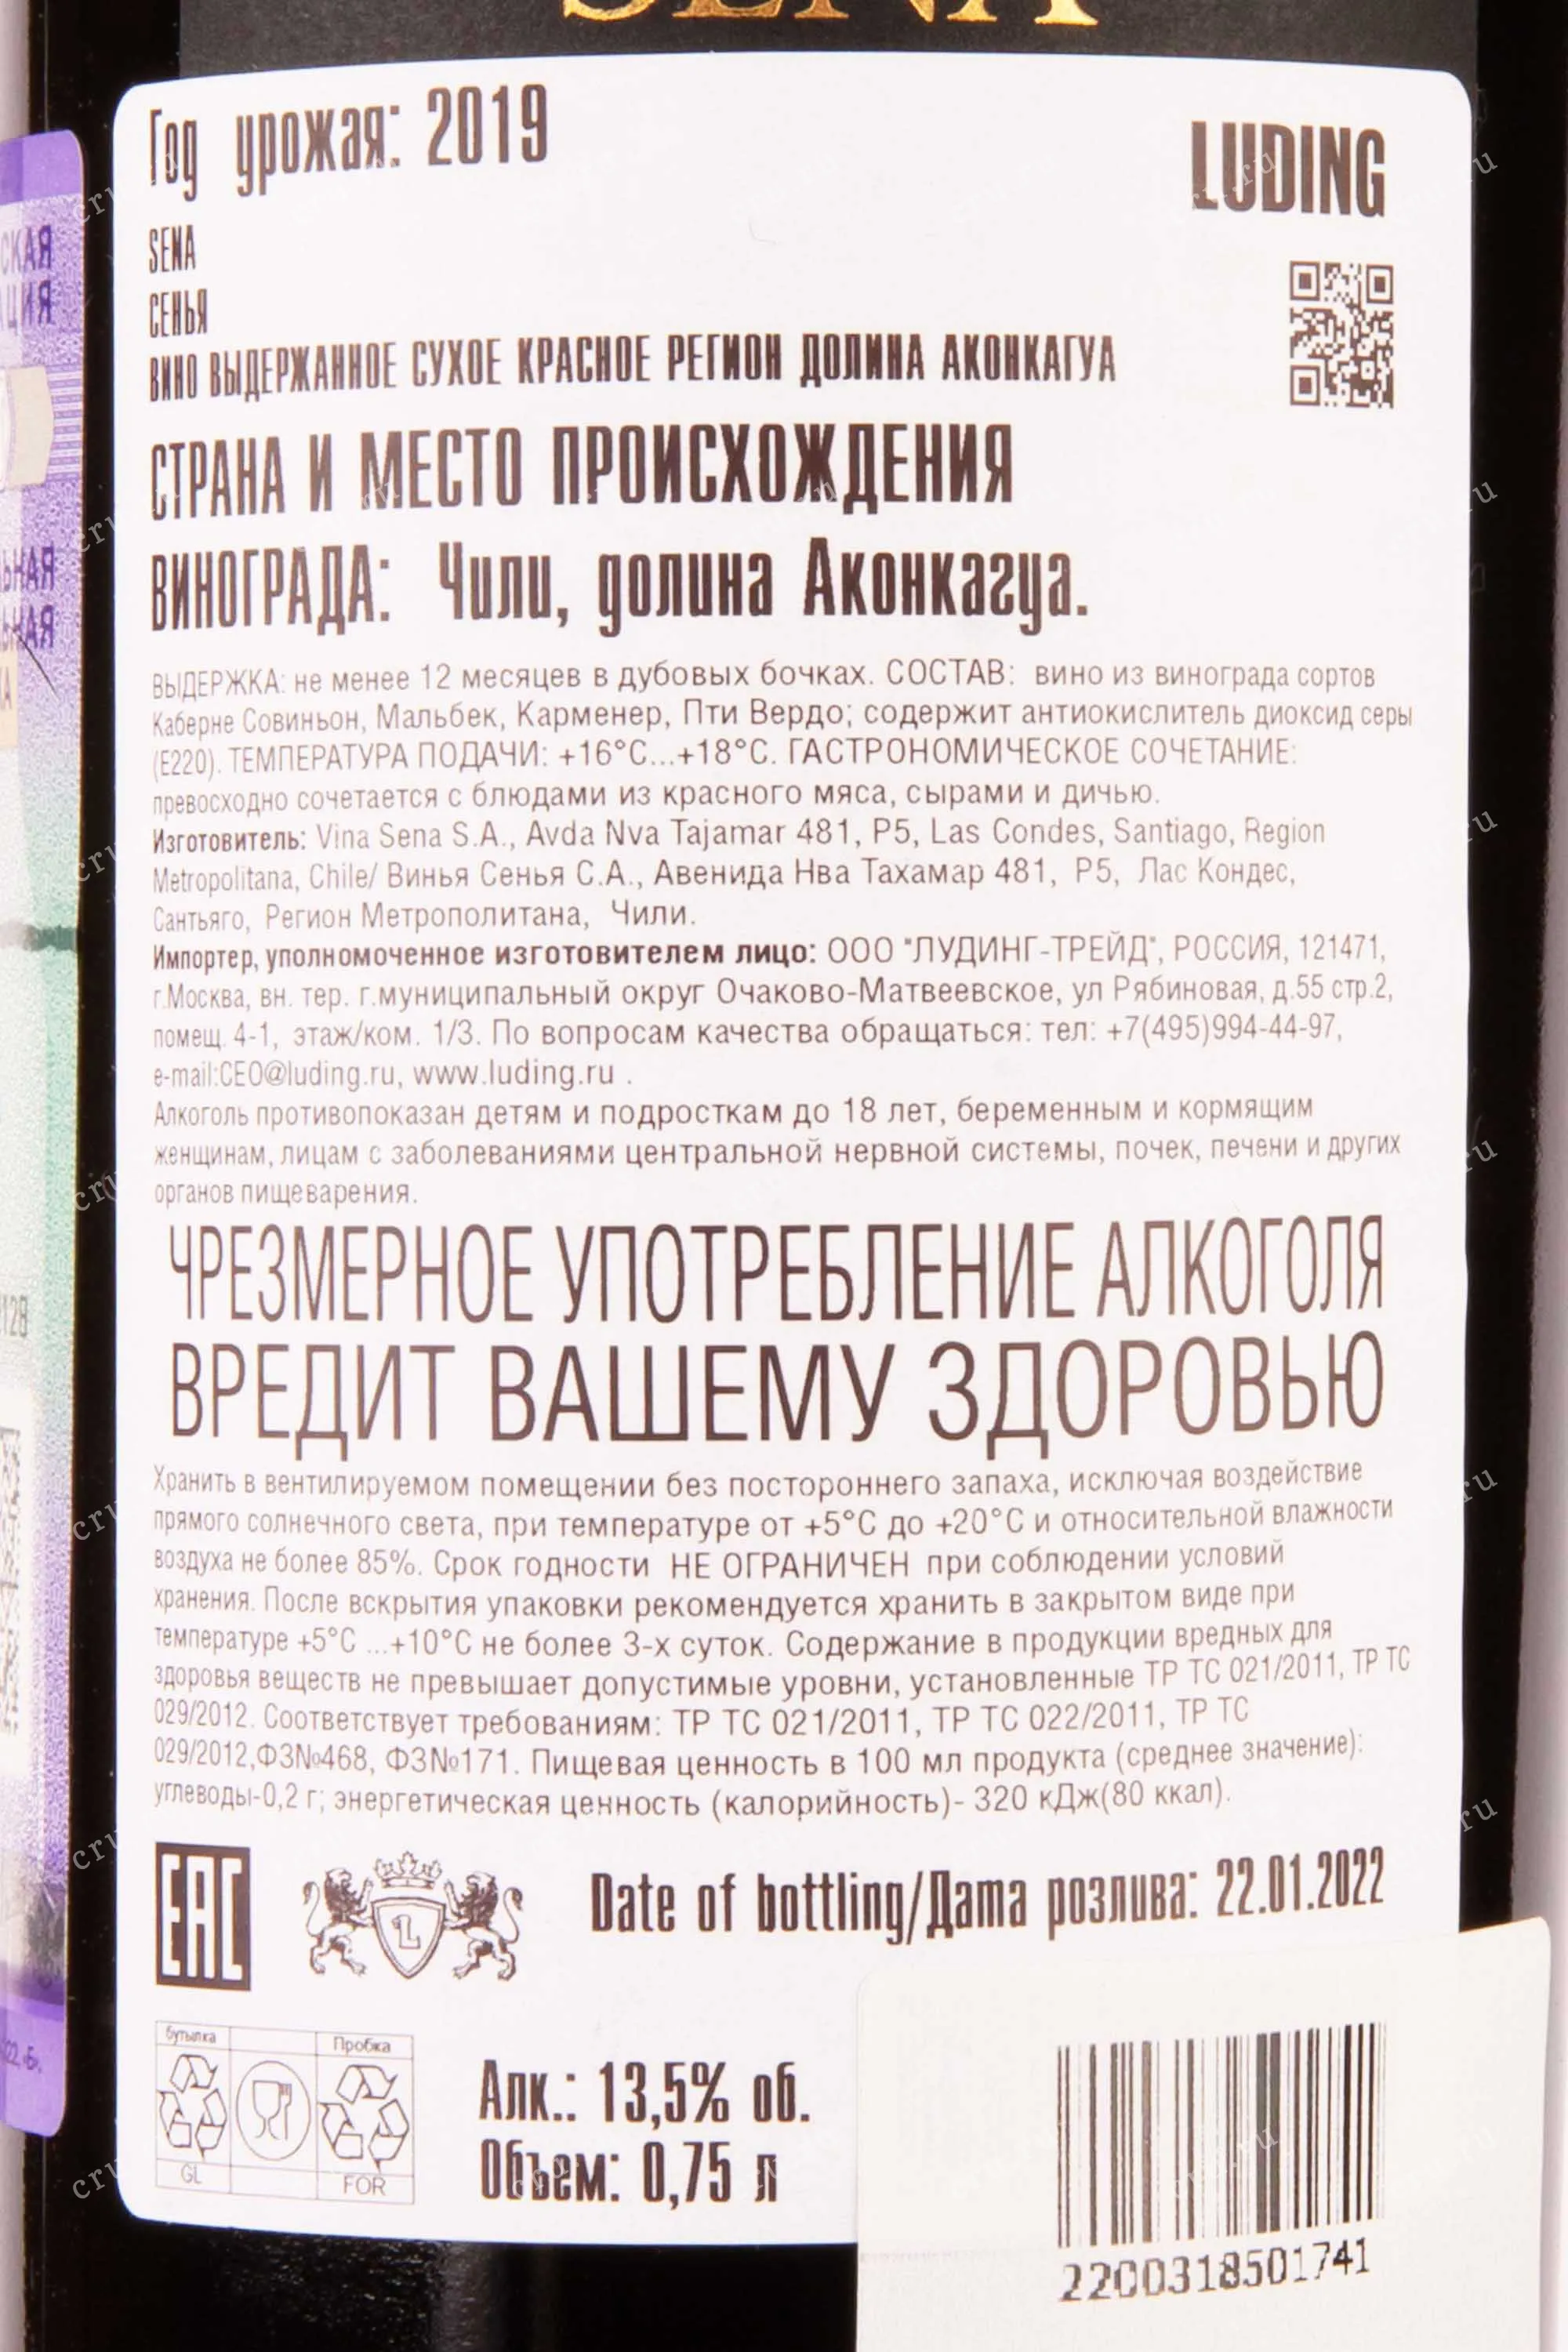 SENA
Год урожая: 2019
LUDING
SENA
СЕНЬЯ
ВИНО ВЫДЕРЖАННОЕ СУХОЕ КРАСНОЕ РЕГИОН ДОЛИНА АКОНКАГУА
СТРАНА И МЕСТО ПРОИСХОЖДЕНИЯ
ВИНОГРАДА: Чили, долина Аконкагуа.
ВЫДЕРЖКА: не менее 12 месяцев в дубовых бочках. СОСТАВ: вино из винограда сортов
Каберне Совиньон, Мальбек, Карменер, Пти Вердо; содержит антиокислитель диоксид серы
(E220). ТЕМПЕРАТУРА ПОДАЧИ: +16°С...+18°С. ГАСТРОНОМИЧЕСКОЕ СОЧЕТАНИЕ:
превосходно сочетается с блюдами из красного мяса, сырами и дичью.
Изготовитель: Vina Sena S.A., Avda Nva Tajamar 481, P5, Las Condes, Santiago, Region
Metropolitana, Chile/ Винья Сенья С.А., Авенида Нва Тахамар 481, P5, Лас Кондес,
Сантьяго, Регион Метрополитана, Чили.
Импортер, уполномоченное изготовителем лицо: ООО "ЛУДИНГ-ТРЕЙД", РОССИЯ, 121471,
г.Москва, вн. тер. г.муниципальный округ Очаково-Матвеевское, ул Рябиновая, д.55 стр.2,
помещ. 4-1, этаж/ком. 1/3. По вопросам качества обращаться: тел: +7(495)994-44-97,
e-mail:CEO@luding.ru, www.luding.ru .
Алкоголь противопоказан детям и подросткам до 18 лет, беременным и кормящим
женщинам, лицам с заболеваниями центральной нервной системы, почек, печени и других
органов пищеварения.
ЧРЕЗМЕРНОЕ УПОТРЕБЛЕНИЕ АЛКОГОЛЯ
ВРЕДИТ ВАШЕМУ ЗДОРОВЬЮ
Хранить в вентилируемом помещении без постороннего запаха, исключая воздействие
прямого солнечного света, при температуре от +5°С до +20°С и относительной влажности
воздуха не более 85%. Срок годности НЕ ОГРАНИЧЕН при соблюдении условий
хранения. После вскрытия упаковки рекомендуется хранить в закрытом виде при
температуре +5°С ...+10°С не более 3-х суток. Содержание в продукции вредных для
здоровья веществ не превышает допустимые уровни, установленные ТР ТС 021/2011, ТР ТС
029/2012. Соответствует требованиям: ТР ТС 021/2011, ТР ТС 022/2011, ТР ТС
029/2012,ФЗ№468, ФЗ№171. Пищевая ценность в 100 мл продукта (среднее значение):
углеводы-0,2 г; энергетическая ценность (калорийность)- 320 кДж(80 ккал).
EAC
L
Date of bottling/Дата розлива: 22.01.2022
бутылка
Пробка
GL
FOR
Алк.: 13,5% об.
Объем: 0,75 л
2200318501741